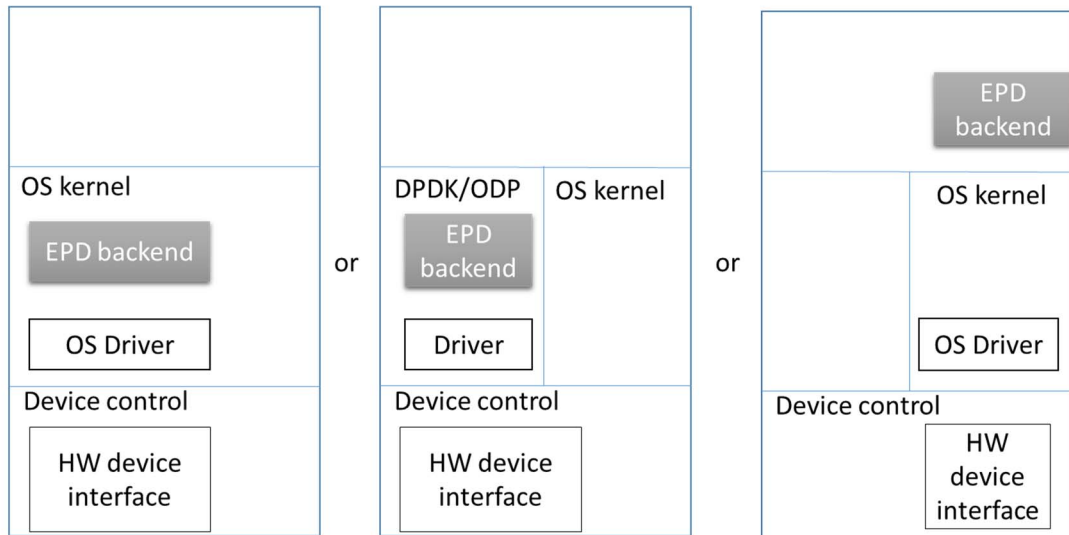 OS kernel
EPD backend
OS Driver
Device control
HW device
interface
or
DPDK/ODP
OS kernel
EPD
backend
Driver
Device control
HW device
interface
or
EPD
backend
OS kernel
OS Driver
Device control
HW
device
interface